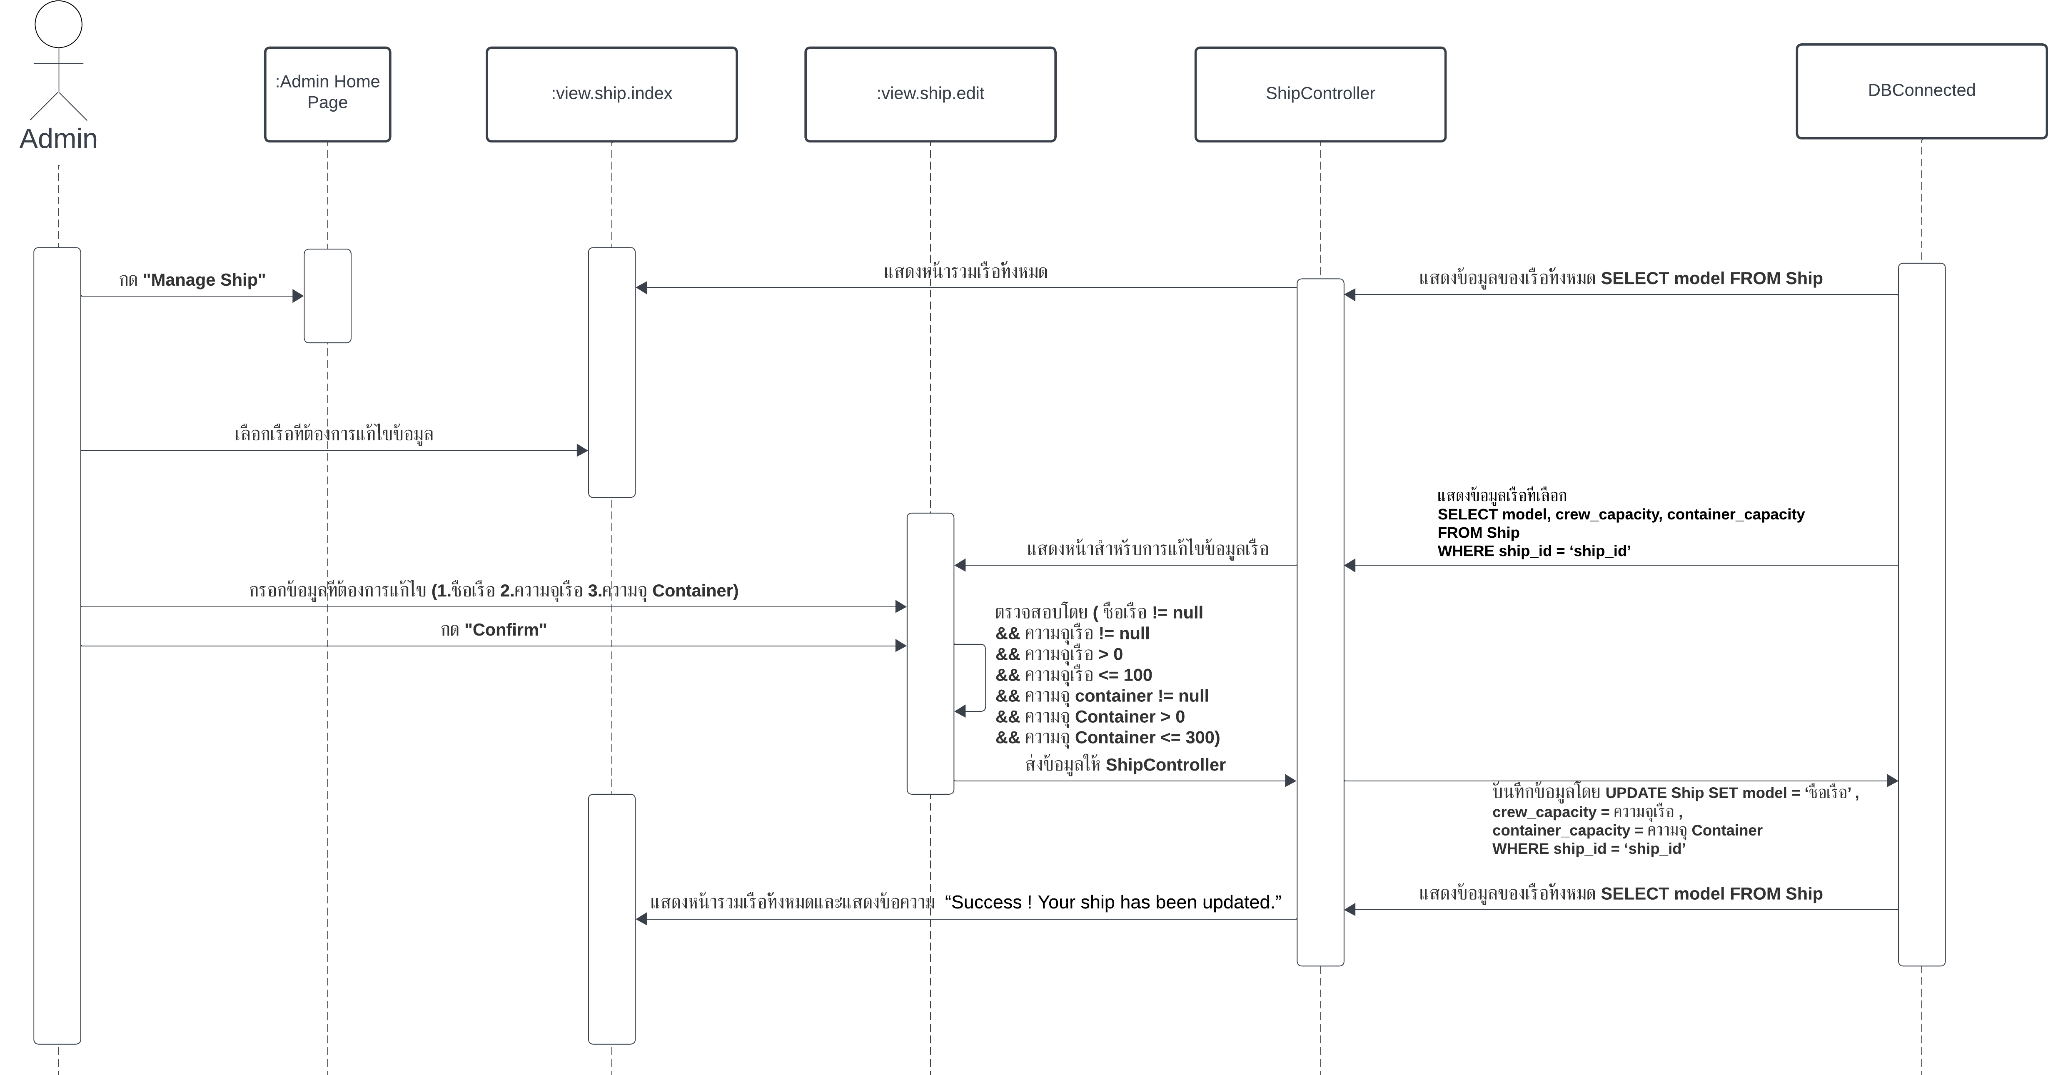 Admin
:Admin Home
Page
:view.ship.index
:view.ship.edit
ShipController
DBConnected
กด "Manage Ship"
แสดงหน้ารวมเรือทั้งหมด
แสดงข้อมูลของเรือทั้งหมด SELECT model FROM Ship
เลือกเรือที่ต้องการแก้ไขข้อมูล
แสดงข้อมูลเรือที่เลือก
SELECT model, crew_capacity, container_capacity
FROM Ship
WHERE ship_id = ‘ship_id’
แสดงหน้าสำหรับการแก้ไขข้อมูลเรือ
กรอกข้อมูลที่ต้องการแก้ไข (1.ชื่อเรือ 2.ความจุเรือ 3.ความจุ Container)
กด "Confirm"
ตรวจสอบโดย ( ชื่อเรือ != null
&& ความจุเรือ != null
&& ความจุเรือ > 0
&& ความจุเรือ <= 100
&& ความจุ container != null
&& ความจุ Container > 0
&& ความจุ Container <= 300)
ส่งข้อมูลให้ ShipController
บันทึกข้อมูลโดย UPDATE Ship SET model = ‘ชื่อเรือ’ ,
crew_capacity = ความจุเรือ ,
container_capacity = ความจุ Container
WHERE ship_id = ‘ship_id’
แสดงข้อมูลของเรือทั้งหมด SELECT model FROM Ship
แสดงหน้ารวมเรือทั้งหมดและแสดงข้อความ “Success ! Your ship has been updated.”